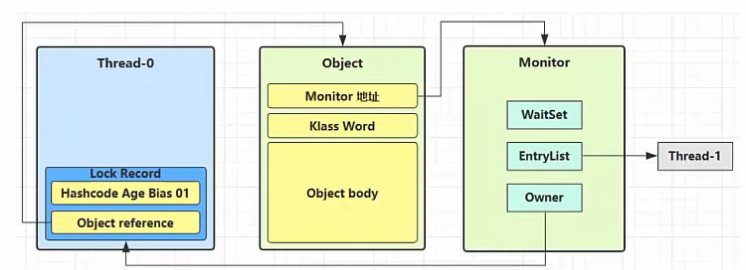 Thread-0
Lock Record
Hashcode Age Bias 01
Object reference
Object
Monitor 地址
Klass Word
Object body
Monitor
WaitSet
EntryList
Owner
Thread-1